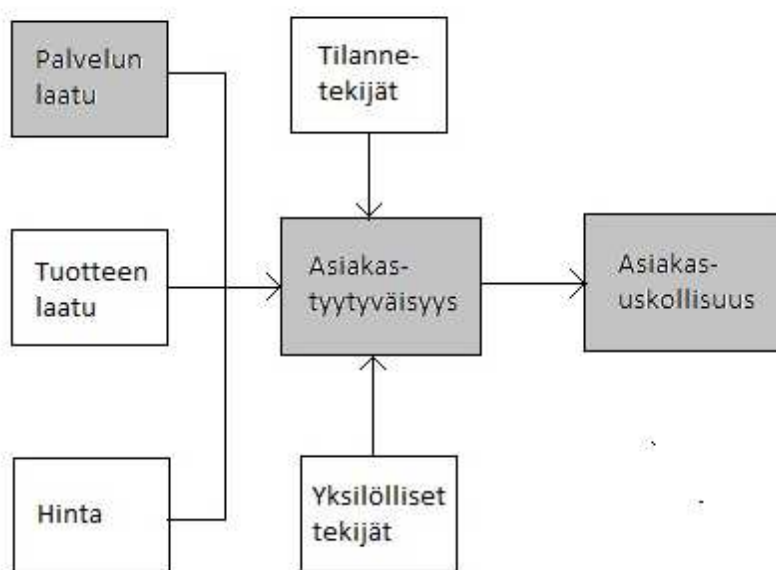 Palvelun
laatu
Tilanne-
tekijät
Tuotteen
laatu
Asiakas-
tyytyväisyys
Asiakas-
uskollisuus
Hinta
Yksilölliset
tekijät